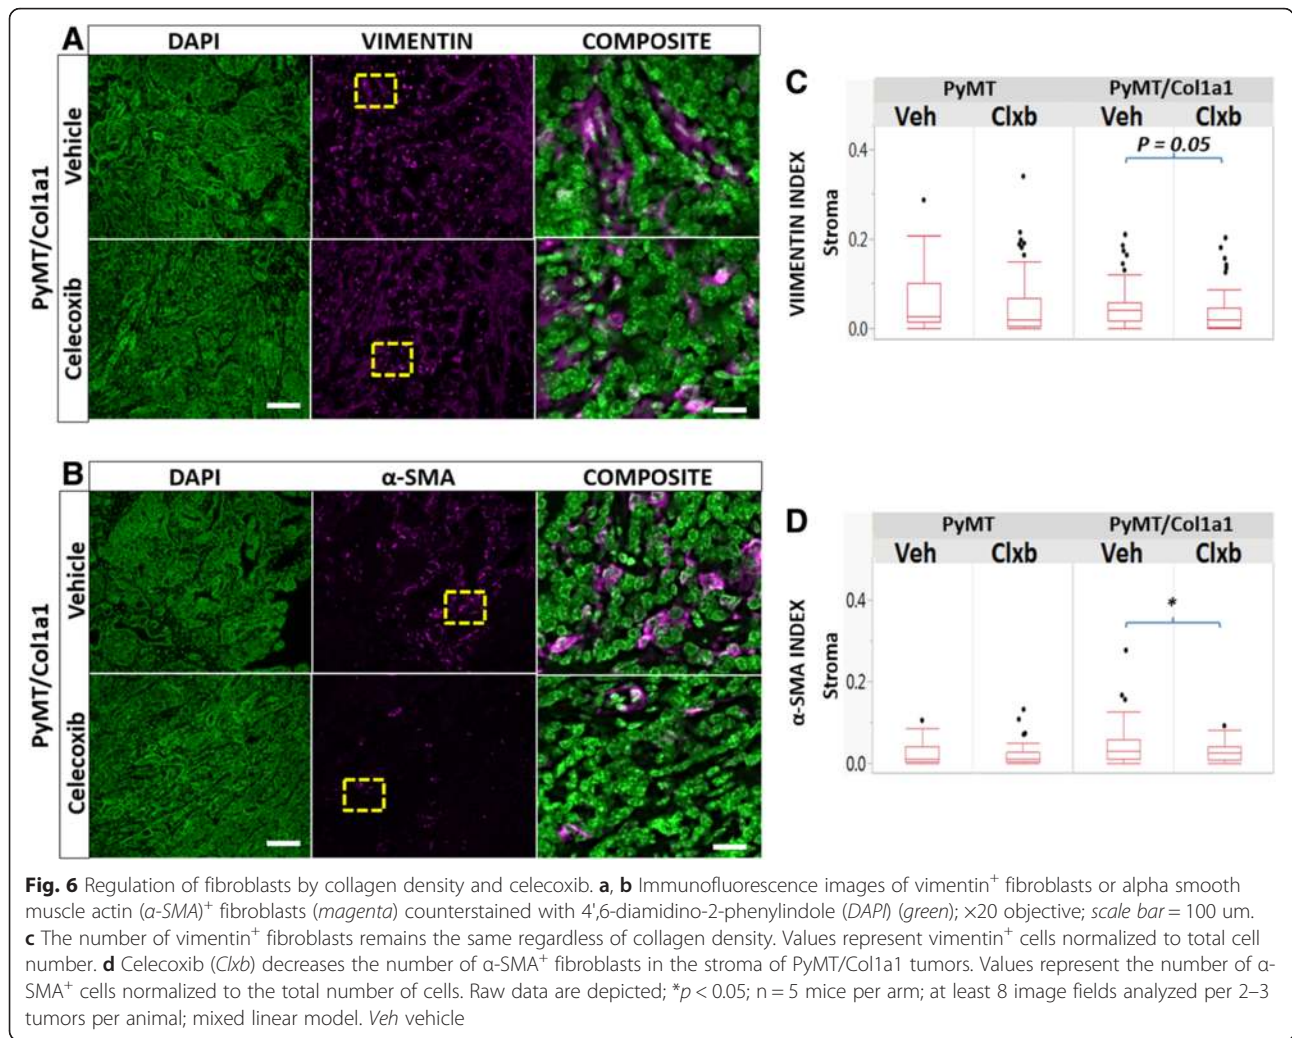 A
DAPI
VIMENTIN
COMPOSITE
PyMT/Col1a1
Vehicle
Celecoxib
C
PyMT
PyMT/Col1a1
Veh
Clxb
Veh
Clxb
P = 0.05
VIIMENTIN INDEX
Stroma
0.4
0.2
0.0
B
DAPI
α-SMA
COMPOSITE
PyMT/Col1a1
Vehicle
Celecoxib
D
PyMT
PyMT/Col1a1
Veh
Clxb
Veh
Clxb
*
α-SMA INDEX
Stroma
0.4
0.2
0.0
Fig. 6 Regulation of fibroblasts by collagen density and celecoxib. a, b Immunofluorescence images of vimentin⁺ fibroblasts or alpha smooth
muscle actin (α-SMA)⁺ fibroblasts (magenta) counterstained with 4',6-diamidino-2-phenylindole (DAPI) (green); ×20 objective; scale bar = 100 um.
c The number of vimentin⁺ fibroblasts remains the same regardless of collagen density. Values represent vimentin⁺ cells normalized to total cell
number. d Celecoxib (Clxb) decreases the number of α-SMA⁺ fibroblasts in the stroma of PyMT/Col1a1 tumors. Values represent the number of α-
SMA⁺ cells normalized to the total number of cells. Raw data are depicted; *p < 0.05; n = 5 mice per arm; at least 8 image fields analyzed per 2–3
tumors per animal; mixed linear model. Veh vehicle